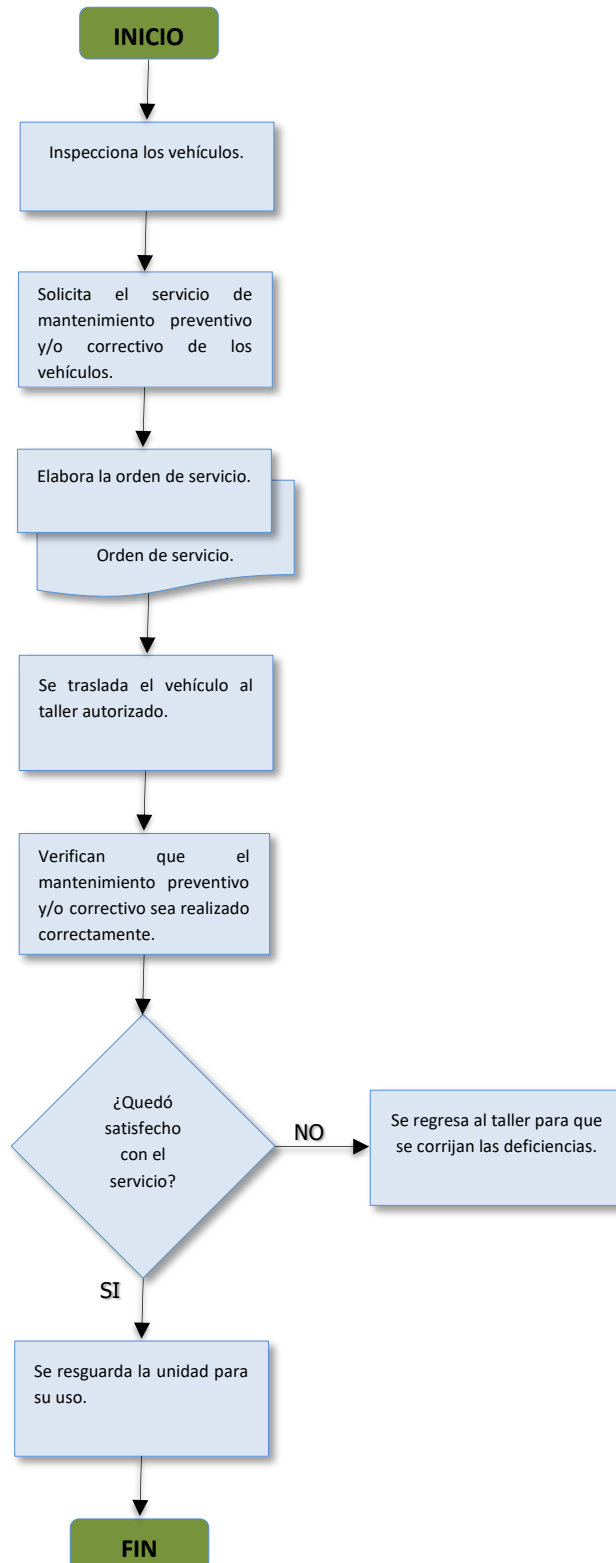 INICIO
Inspecciona los vehículos.
Solicita el servicio de
mantenimiento preventivo
y/o correctivo de los
vehículos.
Elabora la orden de servicio.
Orden de servicio.
Se traslada el vehículo al
taller autorizado.
Verifican que el
mantenimiento preventivo
y/o correctivo sea realizado
correctamente.
¿Quedó
satisfecho
con el
servicio?
NO
Se regresa al taller para que
se corrijan las deficiencias.
SI
Se resguarda la unidad para
su uso.
FIN